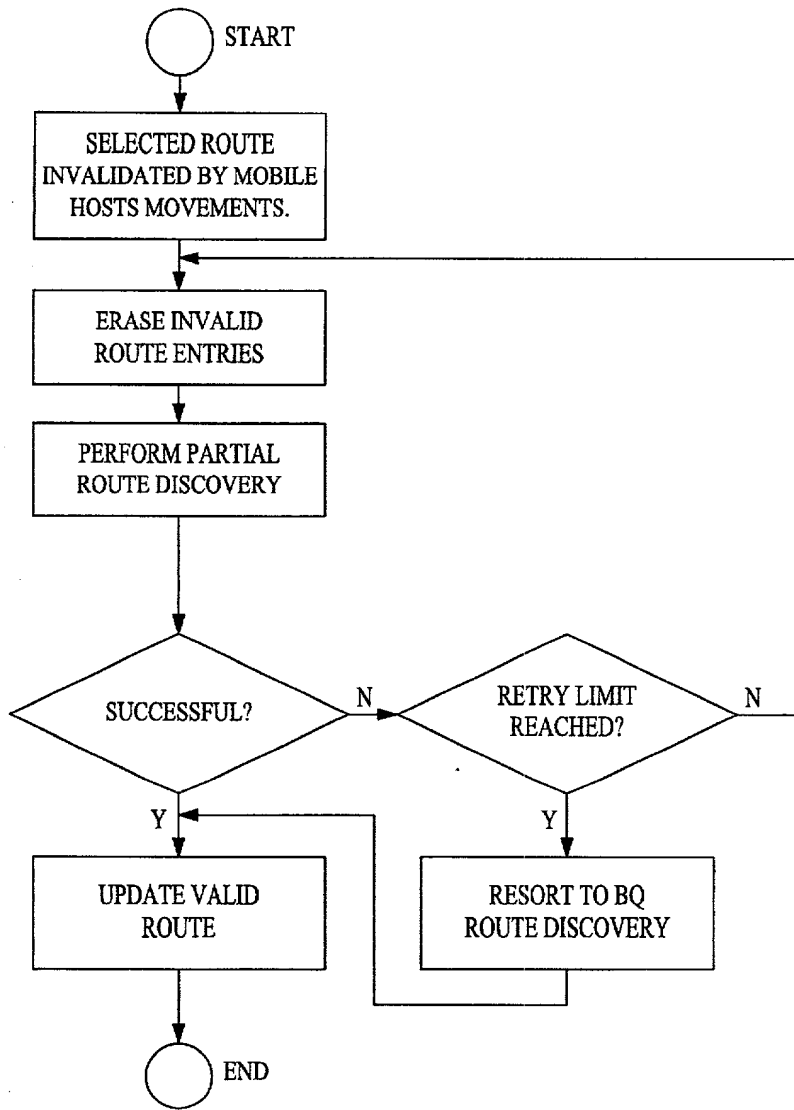 START
SELECTED ROUTE
INVALIDATED BY MOBILE
HOSTS MOVEMENTS.
ERASE INVALID
ROUTE ENTRIES
PERFORM PARTIAL
ROUTE DISCOVERY
SUCCESSFUL?
N
RETRY LIMIT
REACHED?
N
Y
Y
UPDATE VALID
ROUTE
RESORT TO BQ
ROUTE DISCOVERY
END